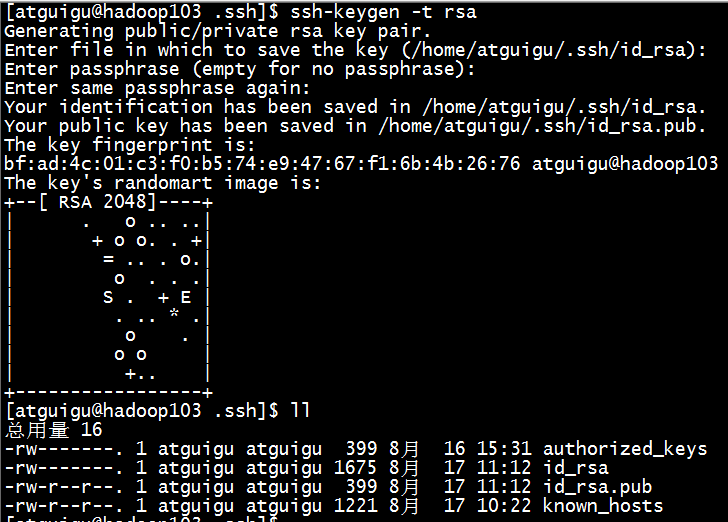 [atguigu@hadoop103 .ssh]$ ssh-keygen -t rsa
Generating public/private rsa key pair.
Enter file in which to save the key (/home/atguigu/.ssh/id_rsa):
Enter passphrase (empty for no passphrase):
Enter same passphrase again:
Your identification has been saved in /home/atguigu/.ssh/id_rsa.
Your public key has been saved in /home/atguigu/.ssh/id_rsa.pub.
The key fingerprint is:
bf:ad:4c:01:c3:f0:b5:74:e9:47:67:f1:6b:4b:26:76 atguigu@hadoop103
The key's randomart image is:
+--[ RSA 2048]----+
|      .   o .. ..|
|       + o o. . +|
|        = .. . o.|
|         o  . . .|
|        S .  + E |
|         . .. * .|
|          o    . |
|         o o     |
|          +..    |
+-----------------+
[atguigu@hadoop103 .ssh]$ ll
总用量 16
-rw-------. 1 atguigu atguigu  399 8月  16 15:31 authorized_keys
-rw-------. 1 atguigu atguigu 1675 8月  17 11:12 id_rsa
-rw-r--r--. 1 atguigu atguigu  399 8月  17 11:12 id_rsa.pub
-rw-r--r--. 1 atguigu atguigu 1221 8月  17 10:22 known_hosts